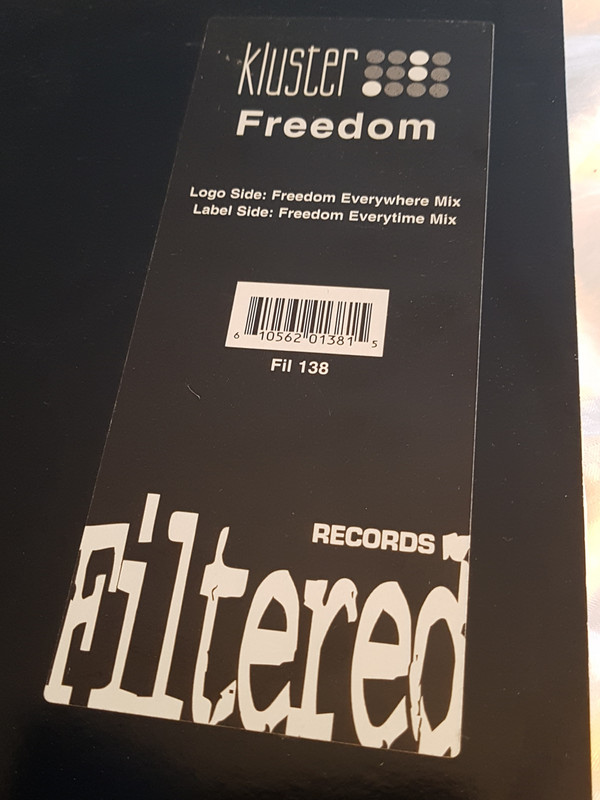 kluster
Freedom
Logo Side: Freedom Everywhere Mix
Label Side: Freedom Everytime Mix
6 10562 01381 5
Fil 138
RECORDS
Filtered